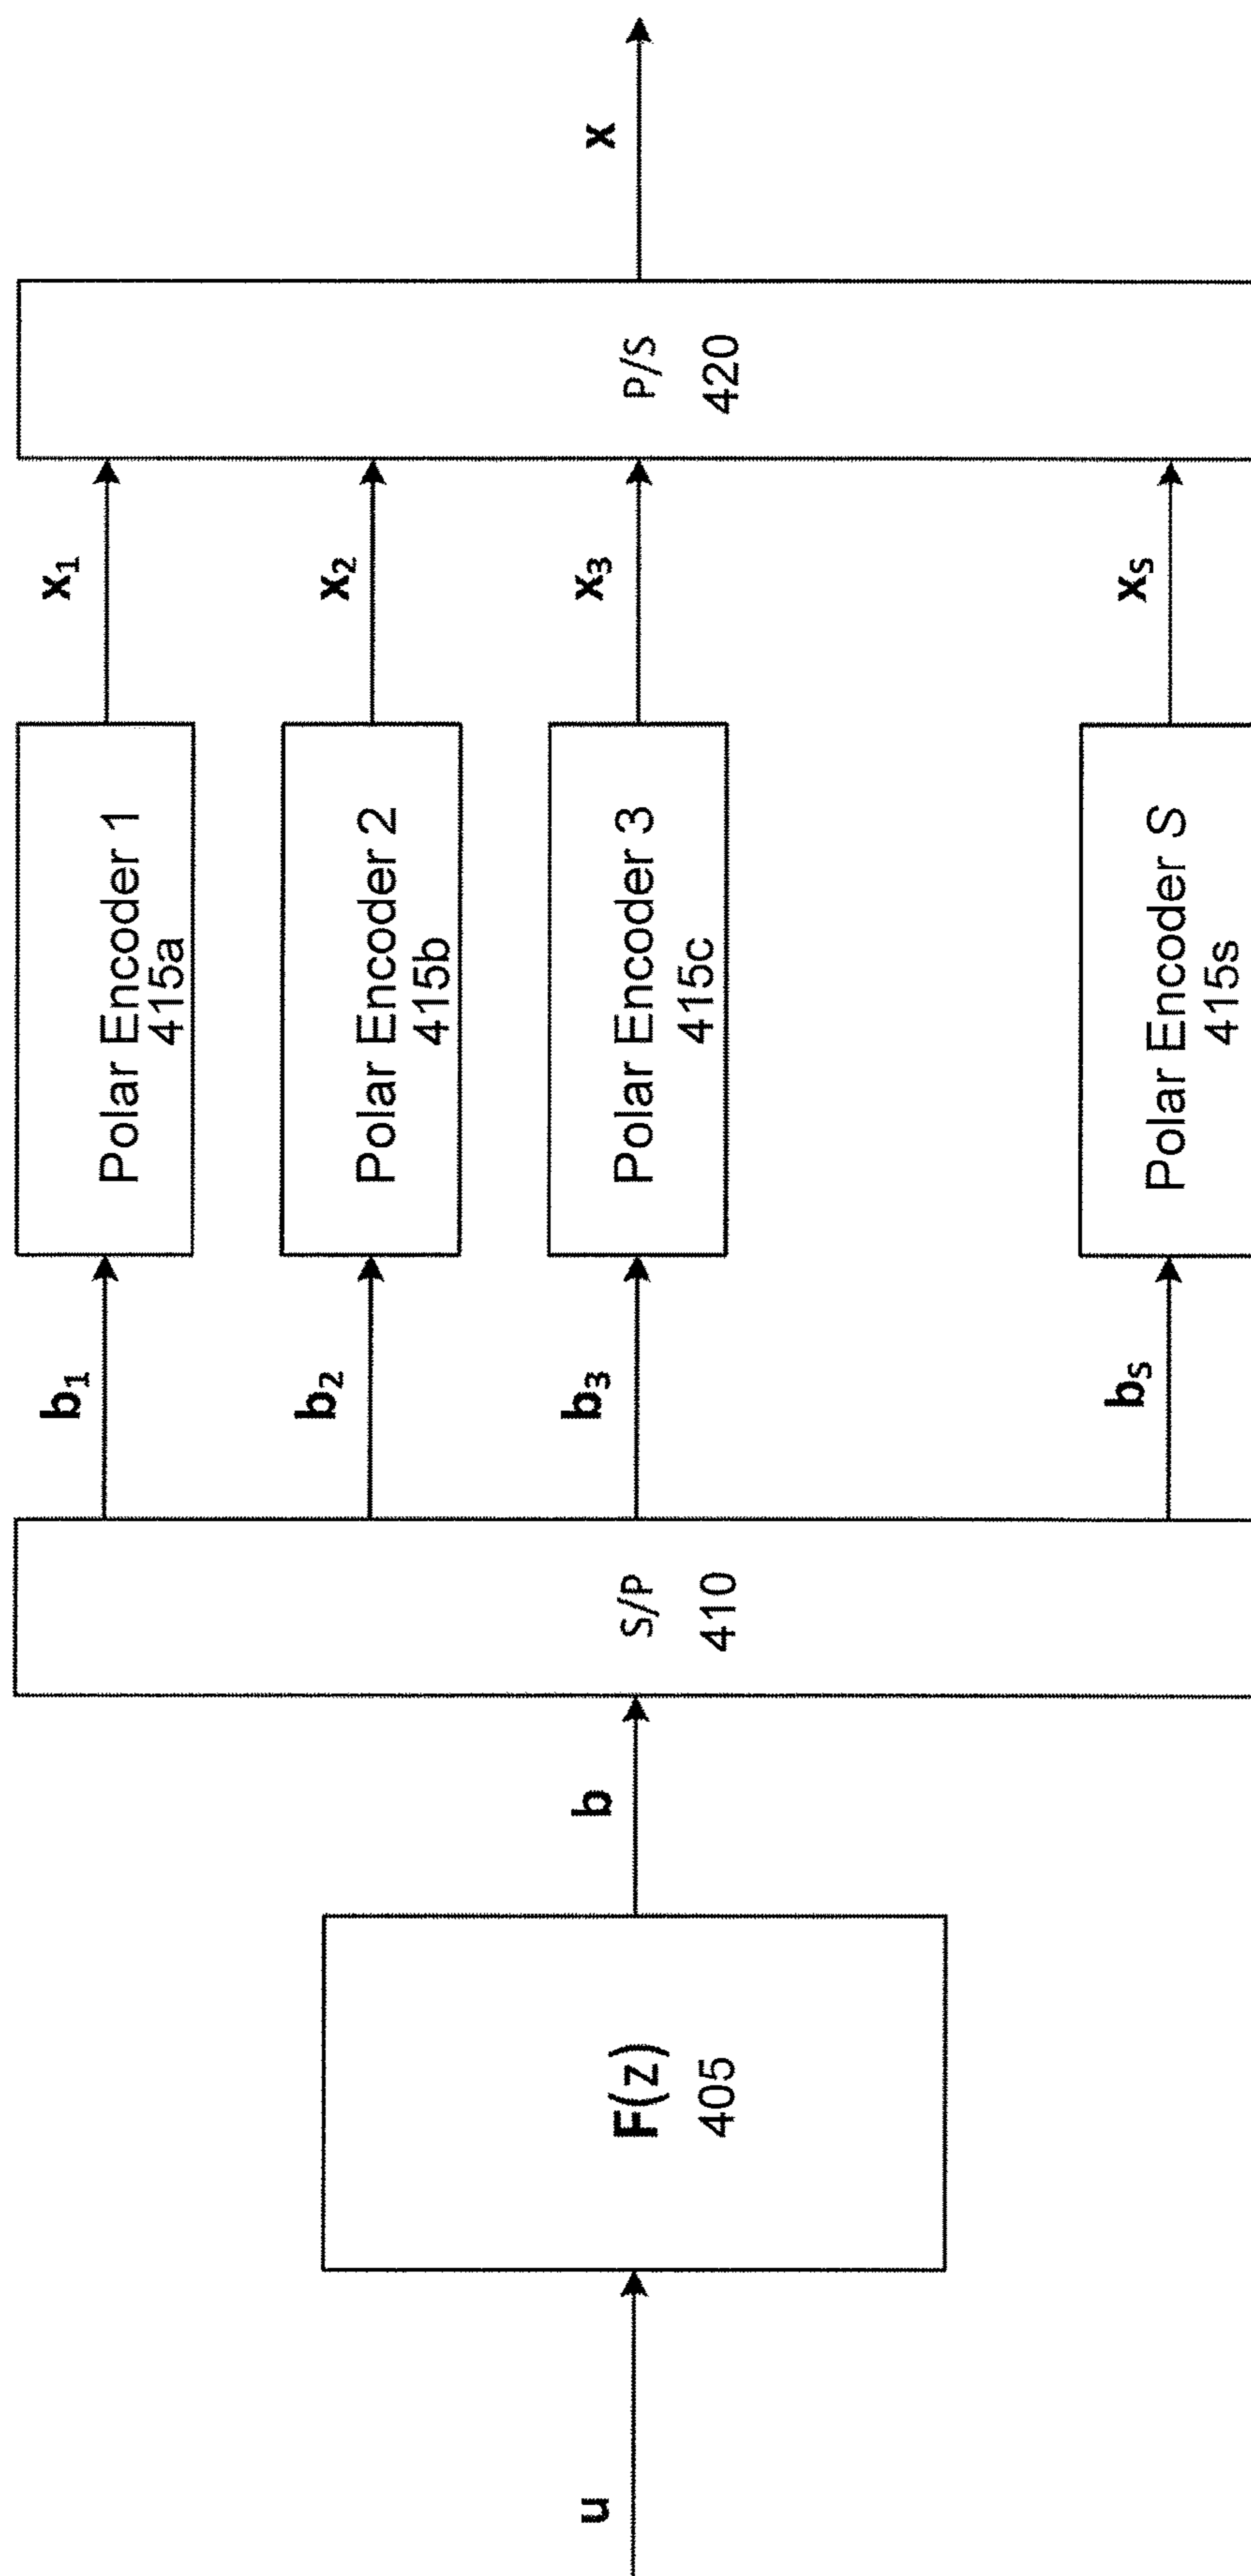 u
F(z)
405
b
S/P
410
b₁
b₂
b₃
bS
Polar Encoder 1
415a
Polar Encoder 2
415b
Polar Encoder 3
415c
Polar Encoder S
415s
x₁
x₂
x₃
xS
P/S
420
x